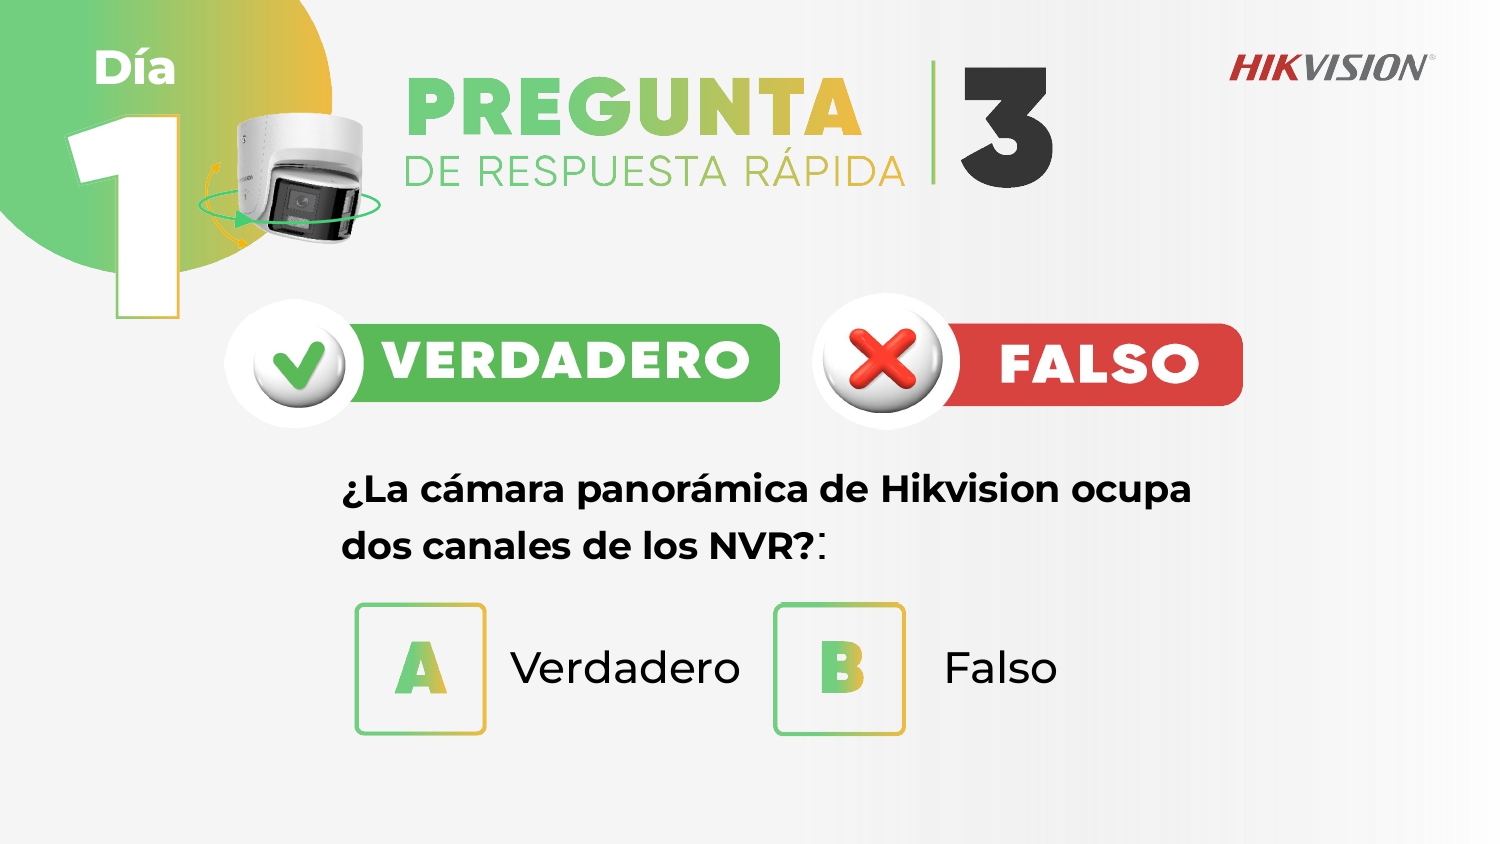 Día
1
PREGUNTA
DE RESPUESTA RÁPIDA
3
HIKVISION®
VERDADERO
FALSO
¿La cámara panorámica de Hikvision ocupa
dos canales de los NVR?:
A Verdadero B Falso